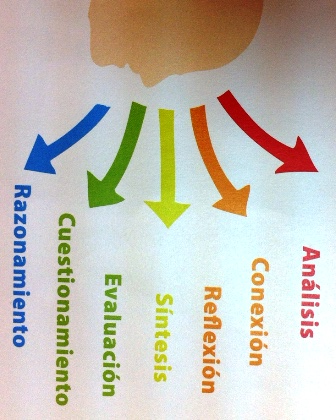 Análisis
Conexión
Reflexión
Síntesis
Evaluación
Cuestionamiento
Razonamiento